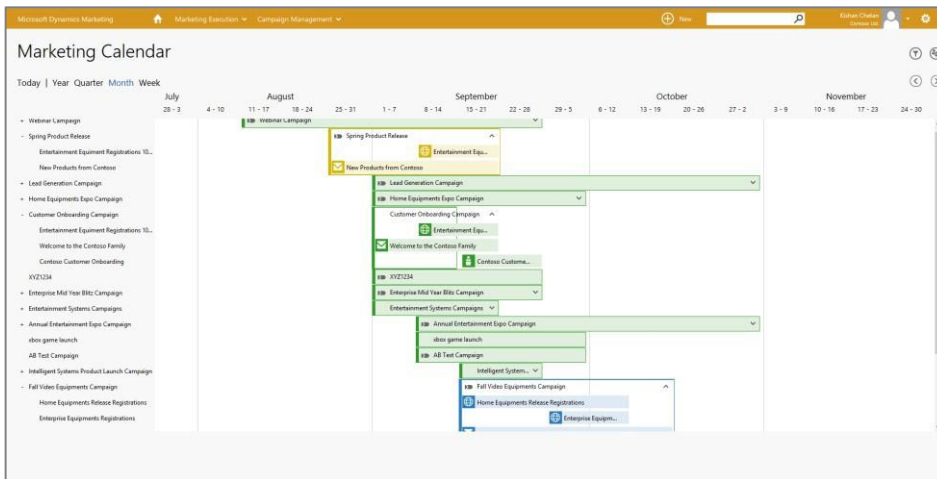 Microsoft Dynamics Marketing Marketing Execution Campaign Management New Kishan Chetan
Contoso Ltd.
Marketing Calendar
Today | Year Quarter Month Week
July August September October November
28 - 3 4 - 10 11 - 17 18 - 24 25 - 31 1 - 7 8 - 14 15 - 21 22 - 28 29 - 5 6 - 12 13 - 19 20 - 26 27 - 2 3 - 9 10 - 16 17 - 23 24 - 30
+ Webinar Campaign Webinar Campaign
- Spring Product Release Spring Product Release
Entertainment Equiment Registrations 10... Entertainment Equ...
New Products from Contoso New Products from Contoso
+ Lead Generation Campaign Lead Generation Campaign
+ Home Equipments Expo Campaign Home Equipments Expo Campaign
- Customer Onboarding Campaign Customer Onboarding Campaign
Entertainment Equiment Registrations 10... Entertainment Equ...
Welcome to the Contoso Family Welcome to the Contoso Family
Contoso Customer Onboarding Contoso Custome...
XYZ1234 XYZ1234
+ Enterprise Mid Year Blitz Campaign Enterprise Mid Year Blitz Campaign
+ Entertainment Systems Campaigns Entertainment Systems Campaigns
+ Annual Entertainment Expo Campaign Annual Entertainment Expo Campaign
xbox game launch xbox game launch
AB Test Campaign AB Test Campaign
+ Intelligent Systems Product Launch Campaign Intelligent System...
- Fall Video Equipments Campaign Fall Video Equipments Campaign
Home Equipments Release Registrations Home Equipments Release Registrations
Enterprise Equipments Registrations Enterprise Equipm...